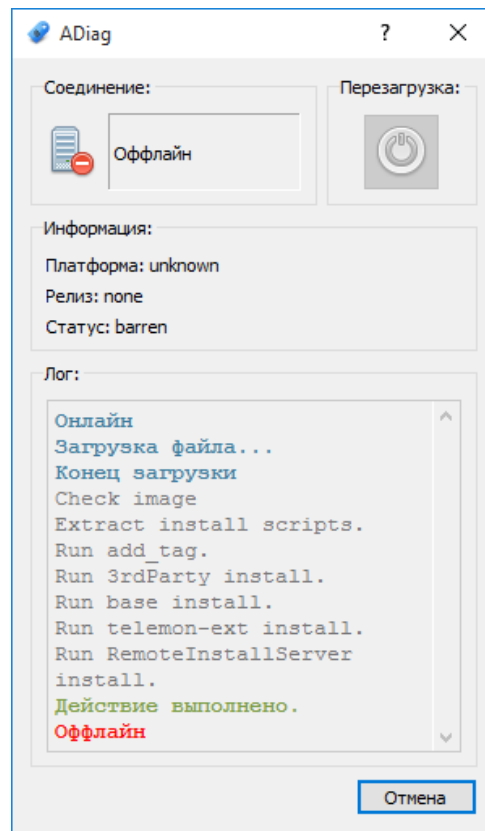 ADiag
Соединение:
Перезагрузка:
Оффлайн
Информация:
Платформа: unknown
Релиз: none
Статус: barren
Лог:
Онлайн
Загрузка файла...
Конец загрузки
Check image
Extract install scripts.
Run add_tag.
Run 3rdParty install.
Run base install.
Run telemon-ext install.
Run RemoteInstallServer
install.
Действие выполнено.
Оффлайн
Отмена